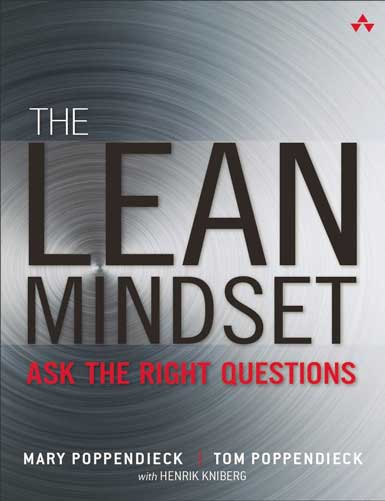 THE
LEAN
MINDSET
ASK THE RIGHT QUESTIONS
MARY POPPENDIECK | TOM POPPENDIECK
with HENRIK KNIBERG